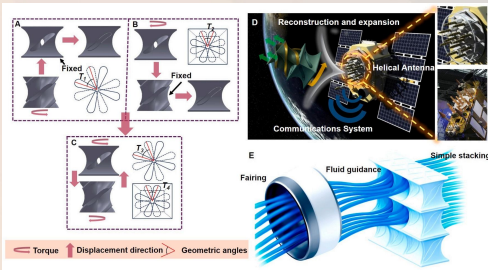 A
Fixed
T1
B
T2
Fixed
C
T3
T4
Torque
Displacement direction
Geometric angles
D
Reconstruction and expansion
Helical Antenna
Communications System
E
Simple stacking
Fluid guidance
Fairing